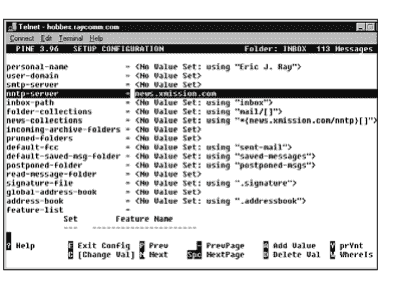 Telnet - hobbes.raycomm.com
Connect Edit Terminal Help
PINE 3.96 SETUP CONFIGURATION Folder: INBOX 113 Messages
personal-name = <No Value Set: using "Eric J. Ray">
user-domain = <No Value Set>
smtp-server = <No Value Set>
nntp-server = news.xmission.com
inbox-path = <No Value Set: using "inbox">
folder-collections = <No Value Set: using "mail/[]">
news-collections = <No Value Set: using "*{news.xmission.com/nntp}[]">
incoming-archive-folders = <No Value Set>
pruned-folders = <No Value Set>
default-fcc = <No Value Set: using "sent-mail">
default-saved-msg-folder = <No Value Set: using "saved-messages">
postponed-folder = <No Value Set: using "postponed-msgs">
read-message-folder = <No Value Set>
signature-file = <No Value Set: using ".signature">
global-address-book = <No Value Set>
address-book = <No Value Set: using ".addressbook">
feature-list =
Set Feature Name
--- ----------------------
? Help E Exit Config P Prev - PrevPage A Add Value Y prYnt
C [Change Val] N Next Spc NextPage D Delete Val W WhereIs